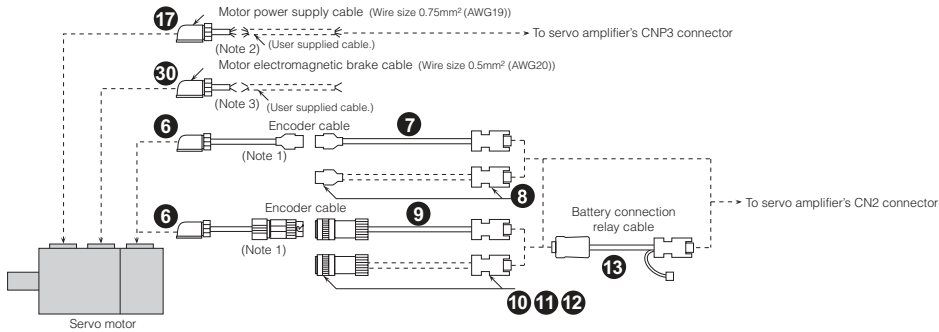 17 Motor power supply cable (Wire size 0.75mm² (AWG19))
To servo amplifier's CNP3 connector
(Note 2) (User supplied cable.)
30 Motor electromagnetic brake cable (Wire size 0.5mm² (AWG20))
(Note 3) (User supplied cable.)
6 Encoder cable 7
(Note 1)
8
6 Encoder cable 9
(Note 1)
Battery connection
relay cable
To servo amplifier's CN2 connector
13
10 11 12
Servo motor